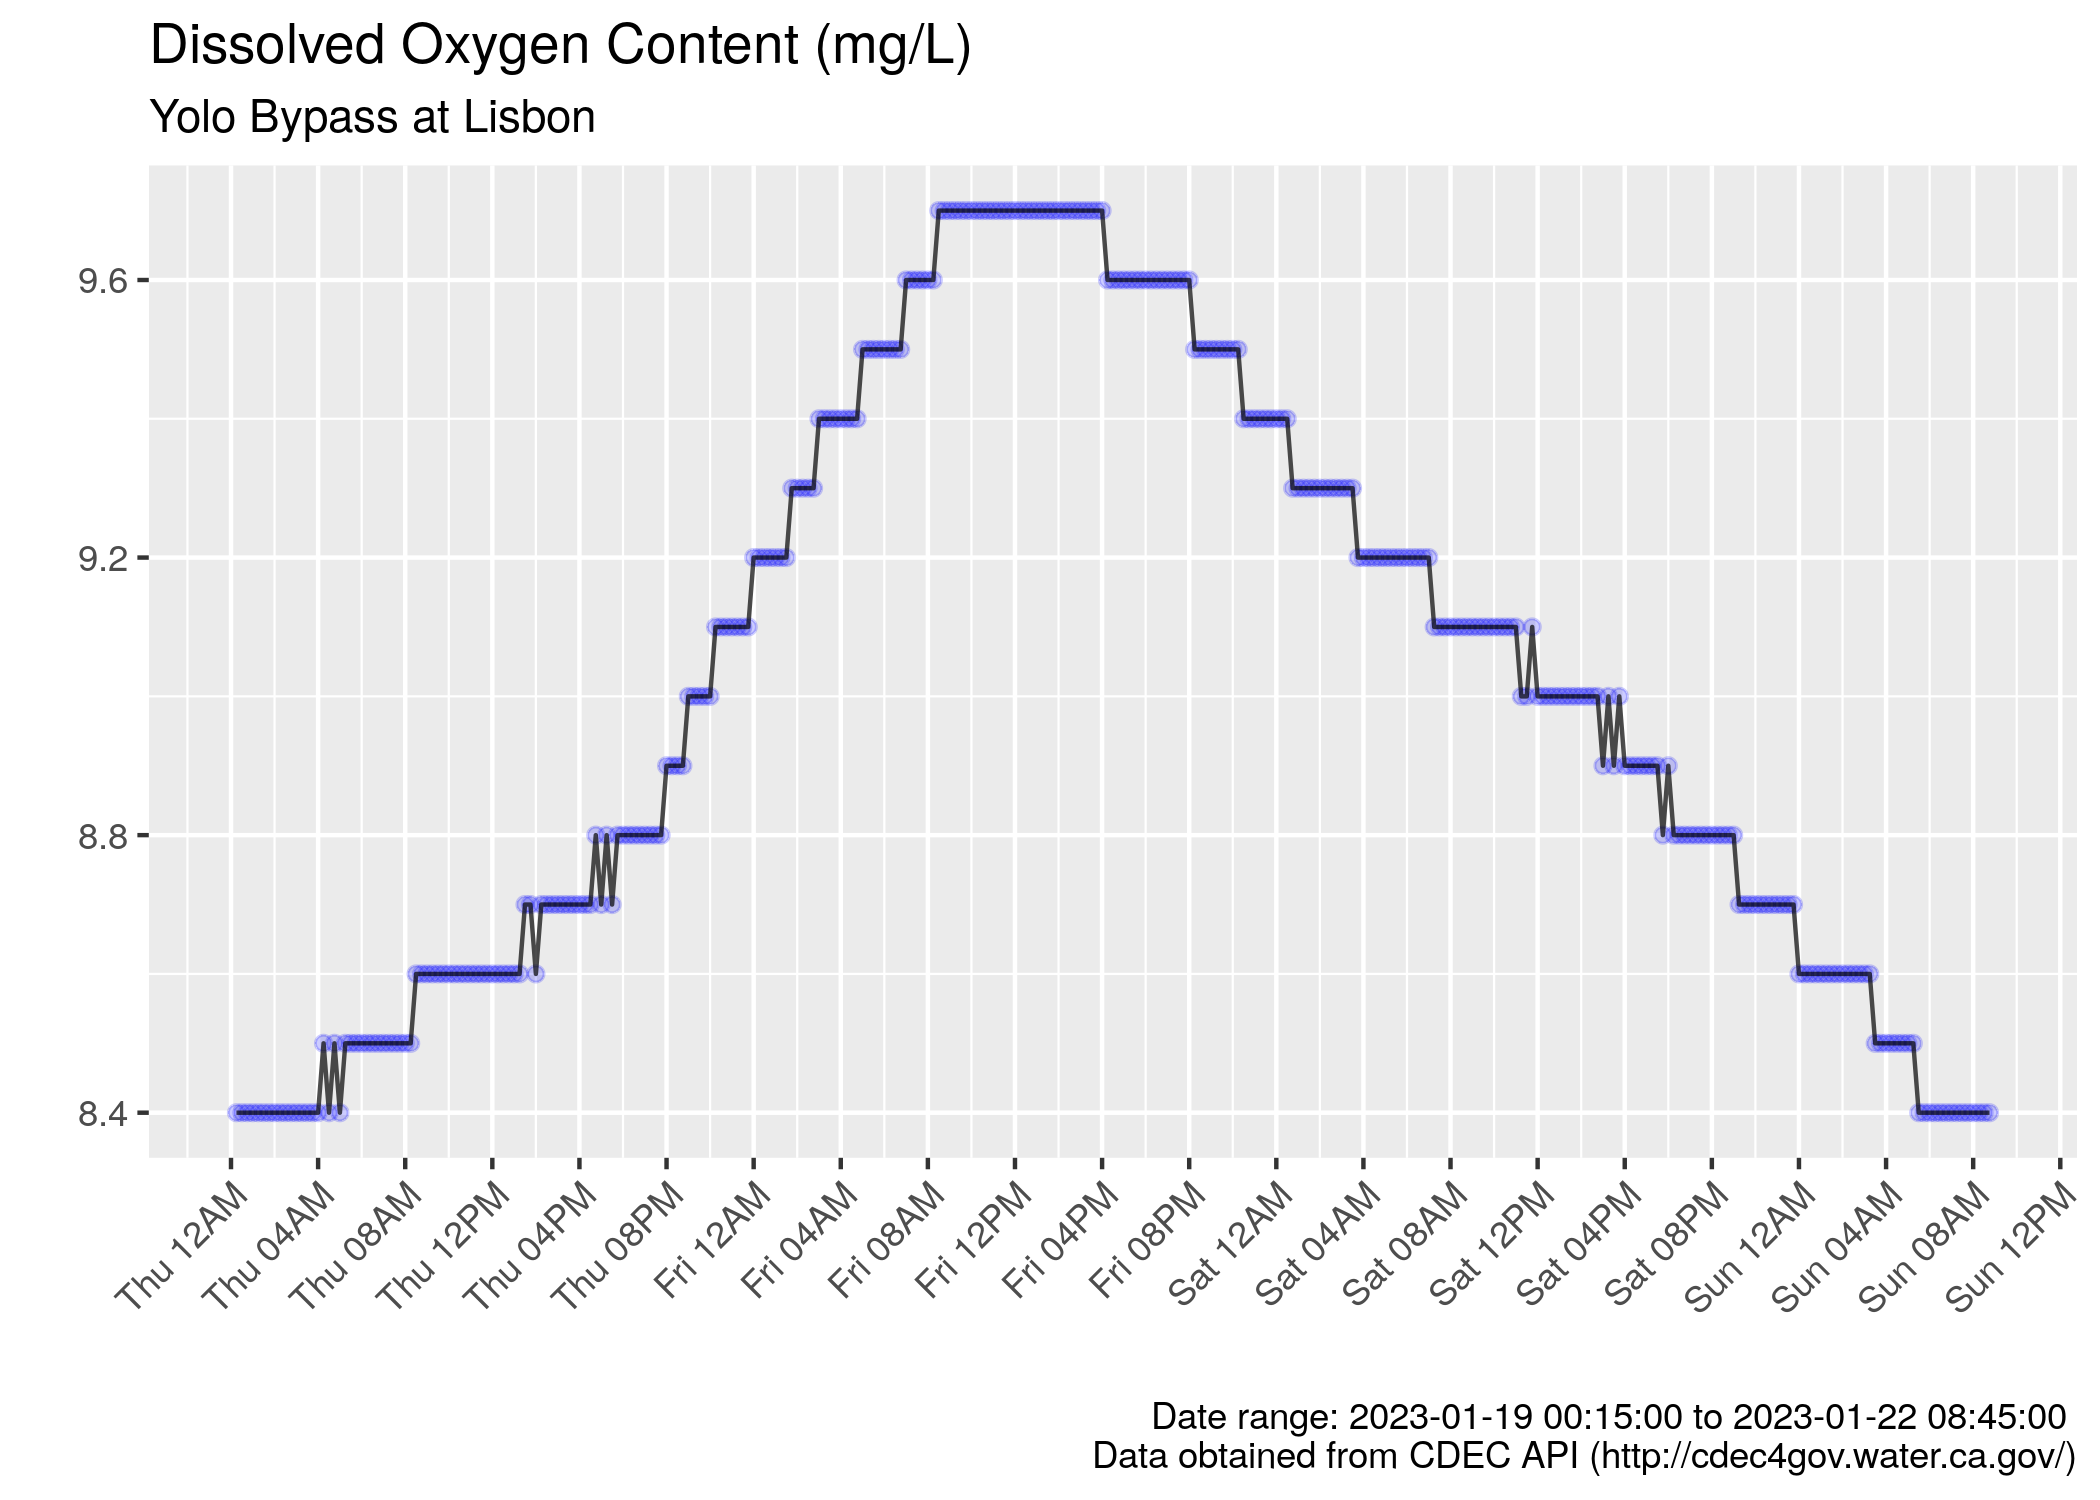 Dissolved Oxygen Content (mg/L)
Yolo Bypass at Lisbon
9.6
9.2
8.8
8.4
Thu 12AM
Thu 04AM
Thu 08AM
Thu 12PM
Thu 04PM
Thu 08PM
Fri 12AM
Fri 04AM
Fri 08AM
Fri 12PM
Fri 04PM
Fri 08PM
Sat 12AM
Sat 04AM
Sat 08AM
Sat 12PM
Sat 04PM
Sat 08PM
Sun 12AM
Sun 04AM
Sun 08AM
Sun 12PM
Date range: 2023-01-19 00:15:00 to 2023-01-22 08:45:00
Data obtained from CDEC API (http://cdec4gov.water.ca.gov/)